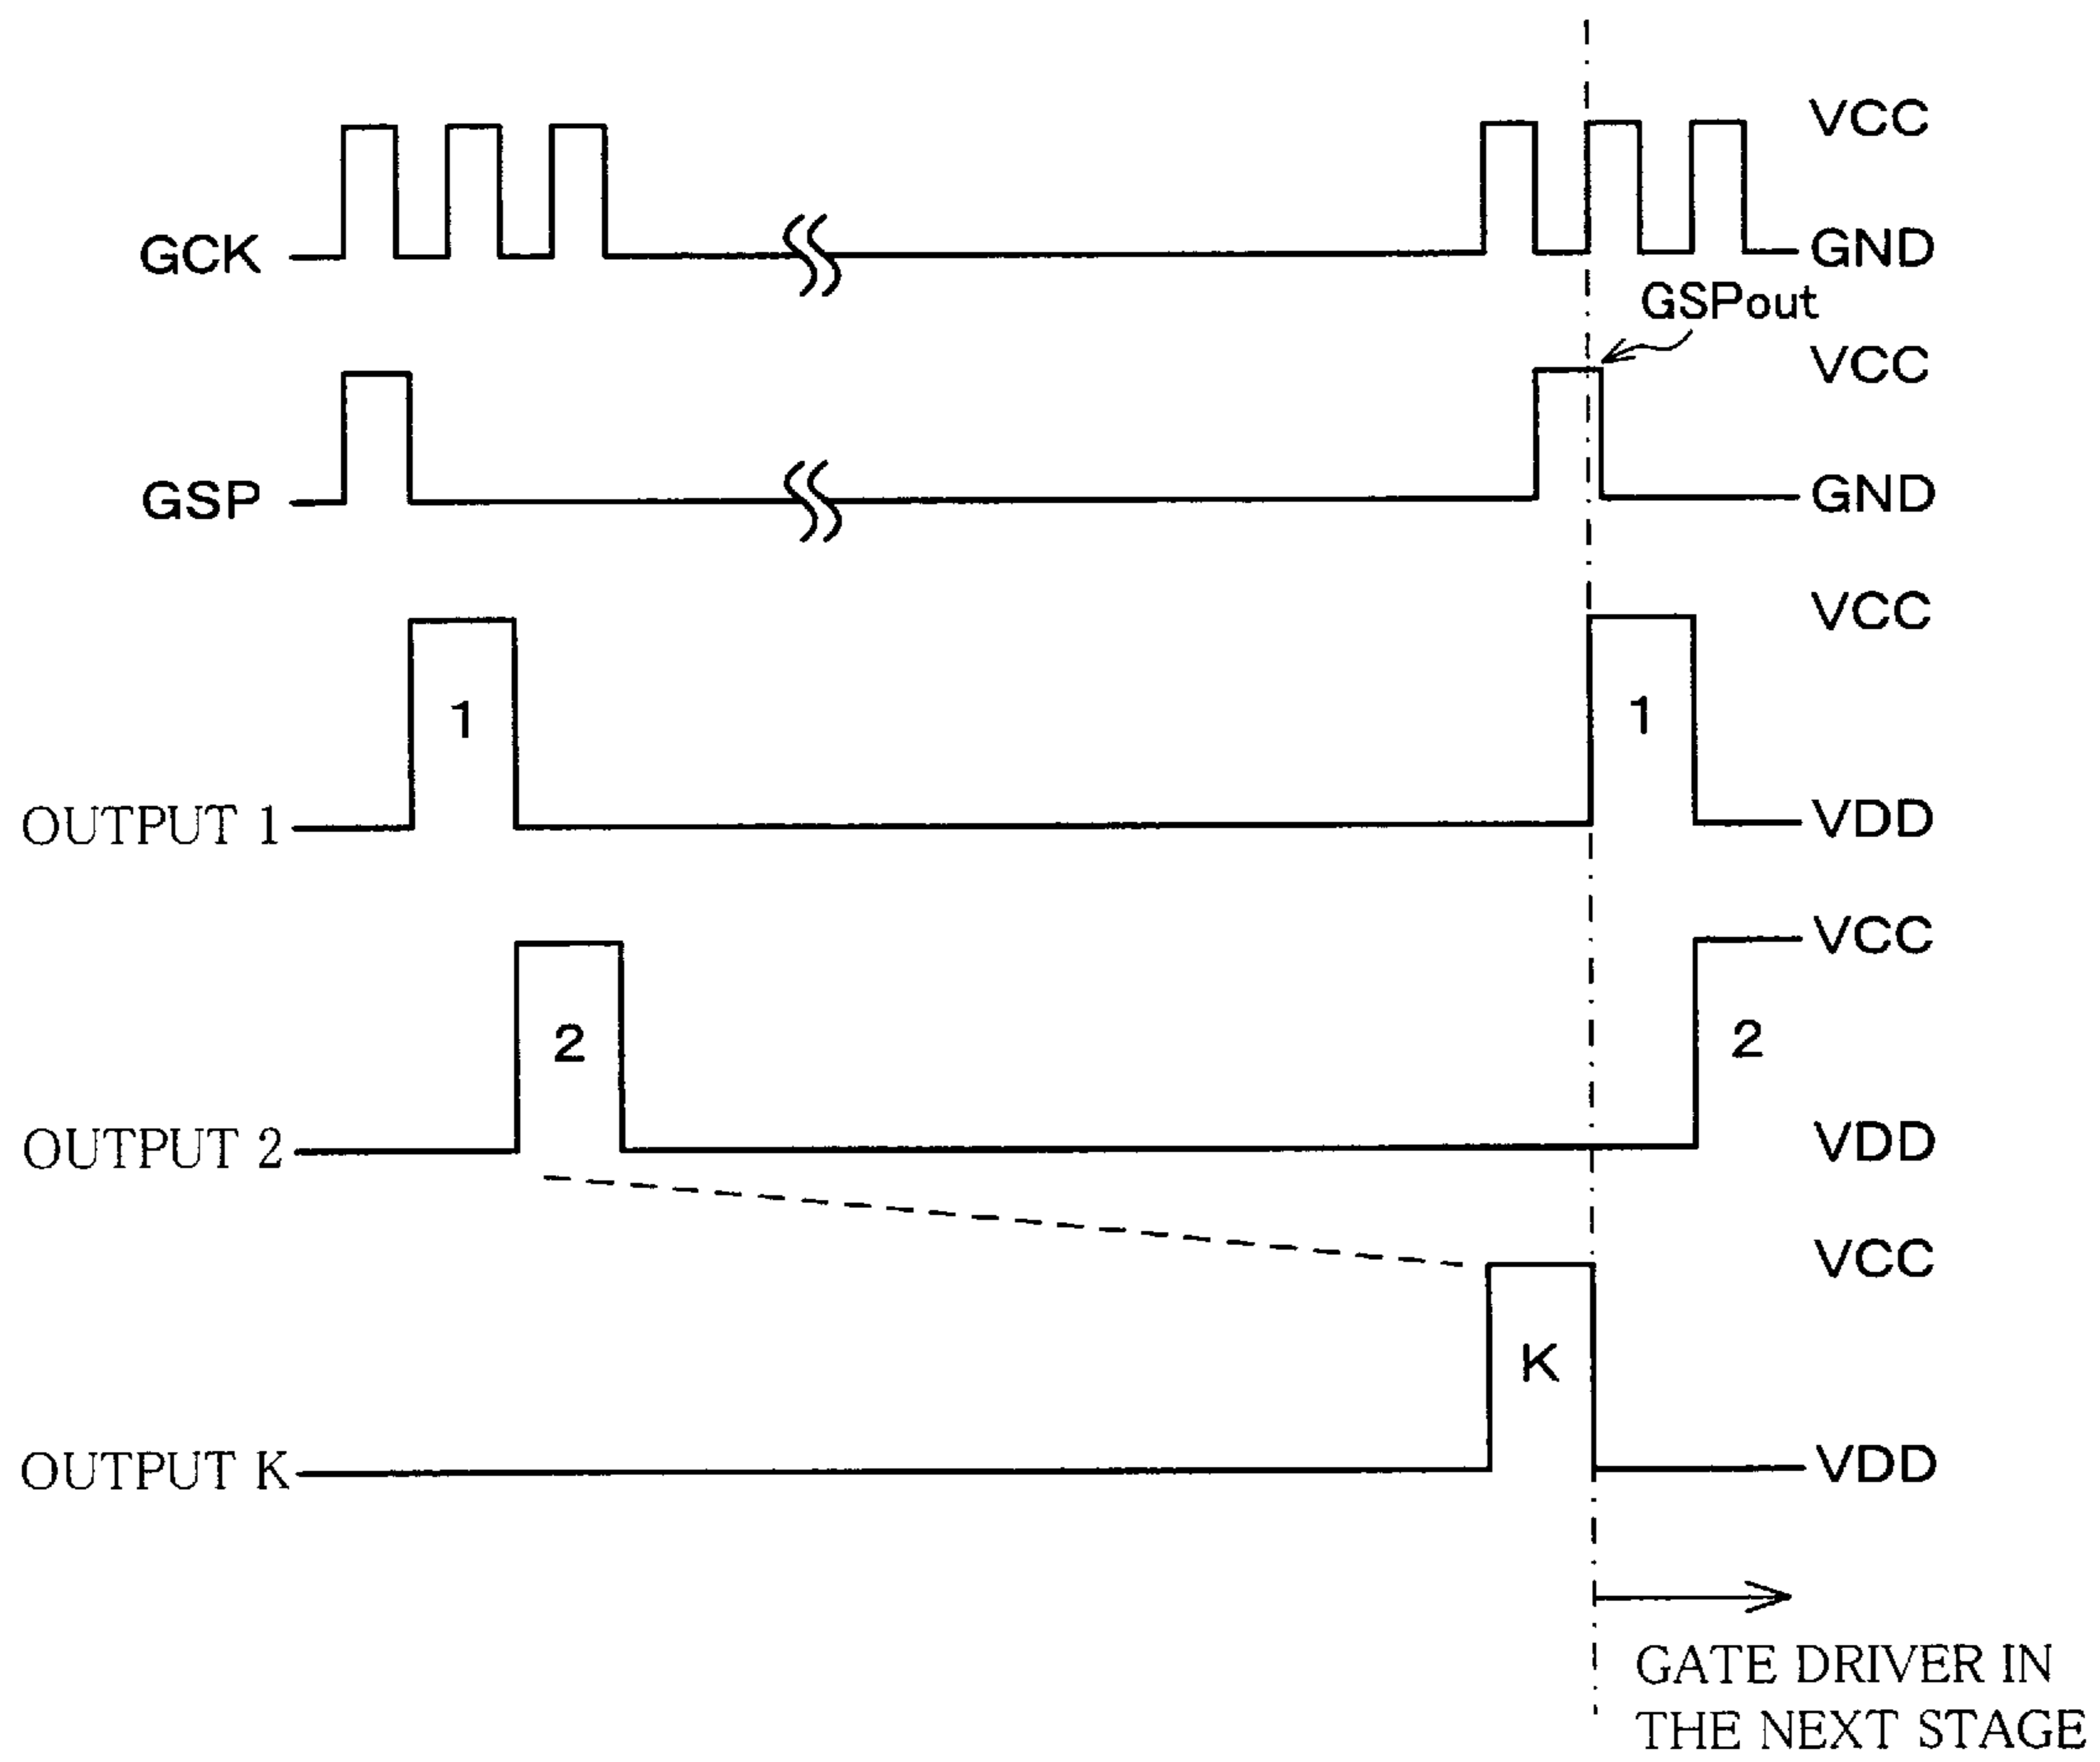 VCC
GCK
GND
GSPout
VCC
GSP
GND
VCC
1
1
OUTPUT 1
VDD
VCC
2
2
OUTPUT 2
VDD
VCC
K
OUTPUT K
VDD
GATE DRIVER IN
THE NEXT STAGE